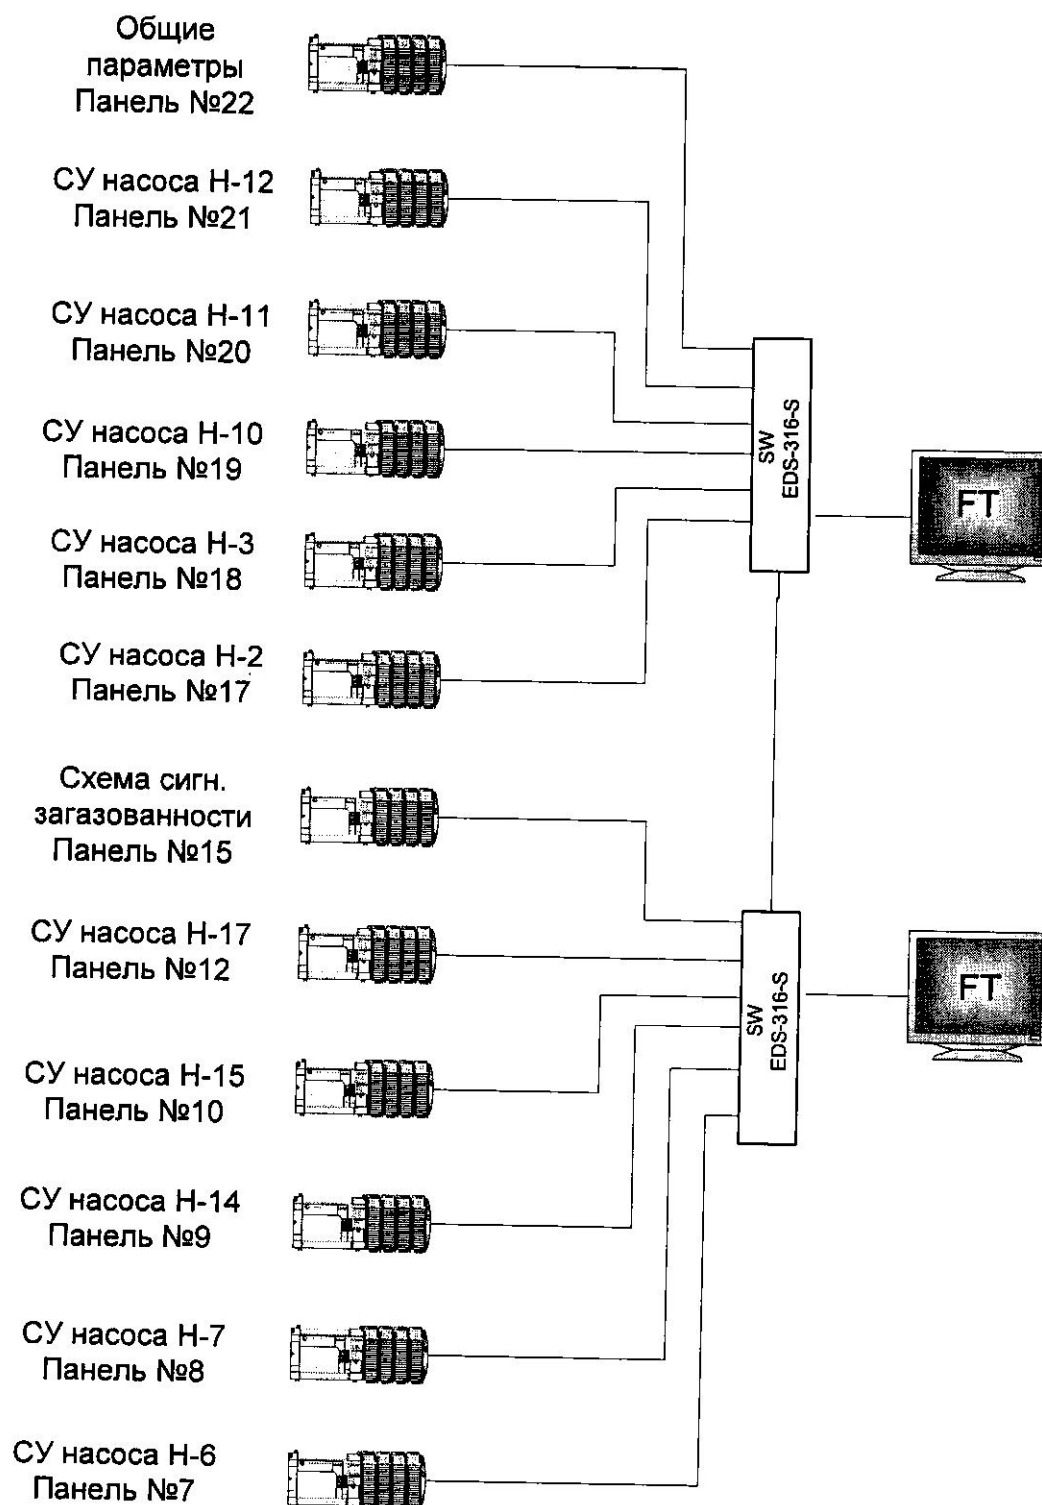 Общие
параметры
Панель №22
СУ насоса Н-12
Панель №21
СУ насоса Н-11
Панель №20
СУ насоса Н-10
Панель №19
СУ насоса Н-3
Панель №18
СУ насоса Н-2
Панель №17
Схема сигн.
загазованности
Панель №15
СУ насоса Н-17
Панель №12
СУ насоса Н-15
Панель №10
СУ насоса Н-14
Панель №9
СУ насоса Н-7
Панель №8
СУ насоса Н-6
Панель №7
SW
EDS-316-S
FT
SW
EDS-316-S
FT